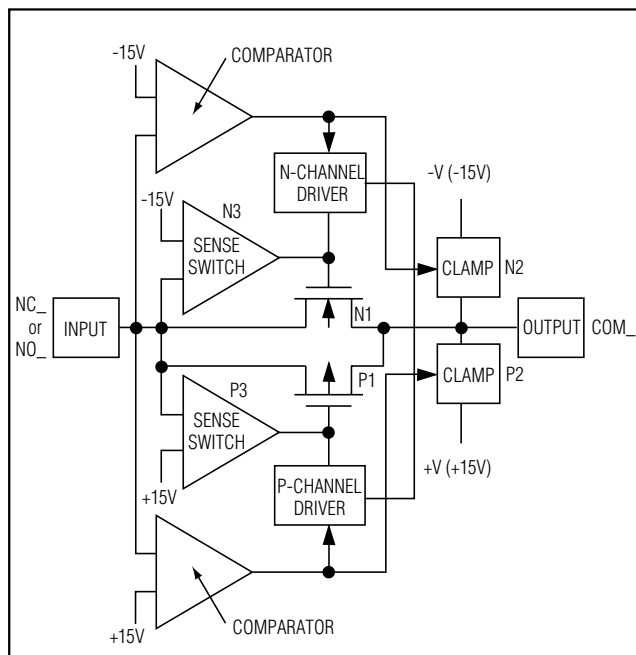 -15V
COMPARATOR
N-CHANNEL
DRIVER
-V (-15V)
-15V
N3
SENSE
SWITCH
CLAMP
N2
NC_
or
NO_
INPUT
N1
OUTPUT
COM_
P1
CLAMP
P2
P3
SENSE
SWITCH
+15V
P-CHANNEL
DRIVER
+V (+15V)
+15V
COMPARATOR